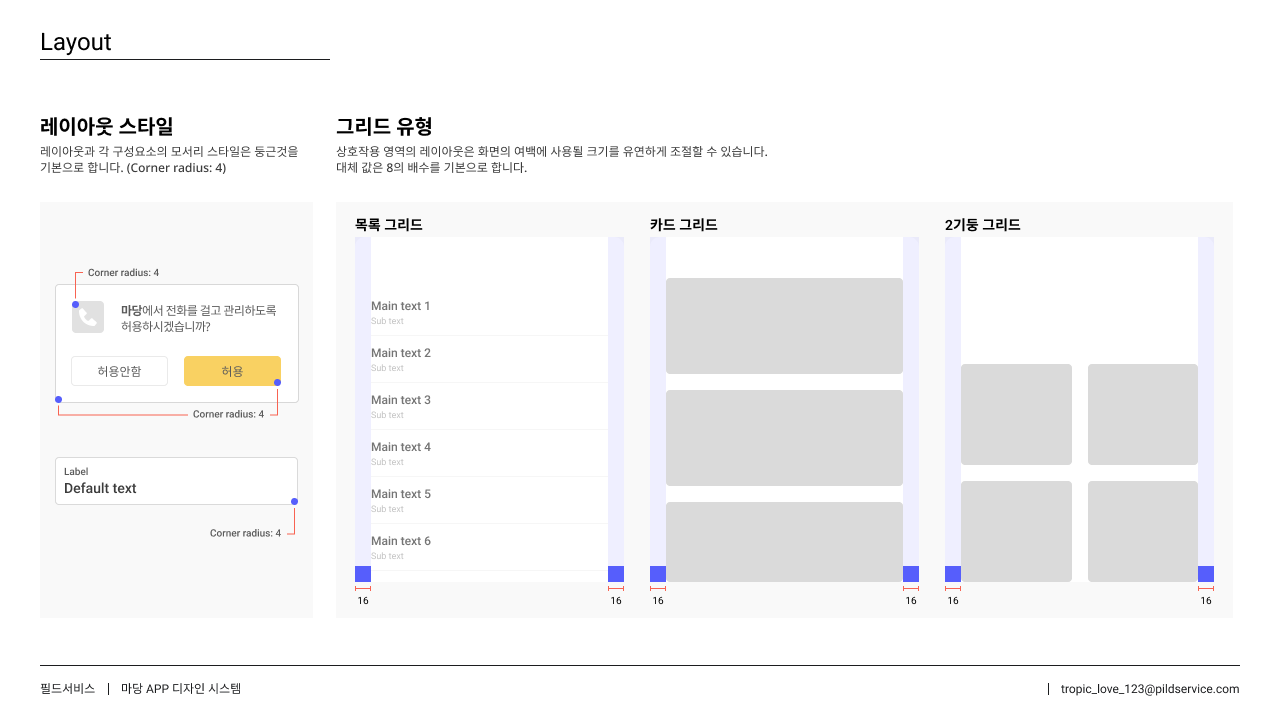 Layout
레이아웃 스타일
레이아웃과 각 구성요소의 모서리 스타일은 둥근것을
기본으로 합니다. (Corner radius: 4)
그리드 유형
상호작용 영역의 레이아웃은 화면의 여백에 사용될 크기를 유연하게 조절할 수 있습니다.
대체 값은 8의 배수를 기본으로 합니다.
Corner radius: 4
마당에서 전화를 걸고 관리하도록
허용하시겠습니까?
허용안함
허용
Corner radius: 4
Label
Default text
Corner radius: 4
목록 그리드
Main text 1
Sub text
Main text 2
Sub text
Main text 3
Sub text
Main text 4
Sub text
Main text 5
Sub text
Main text 6
Sub text
16
16
카드 그리드
16
16
2기둥 그리드
16
16
필드서비스 | 마당 APP 디자인 시스템
| tropic_love_123@pildservice.com